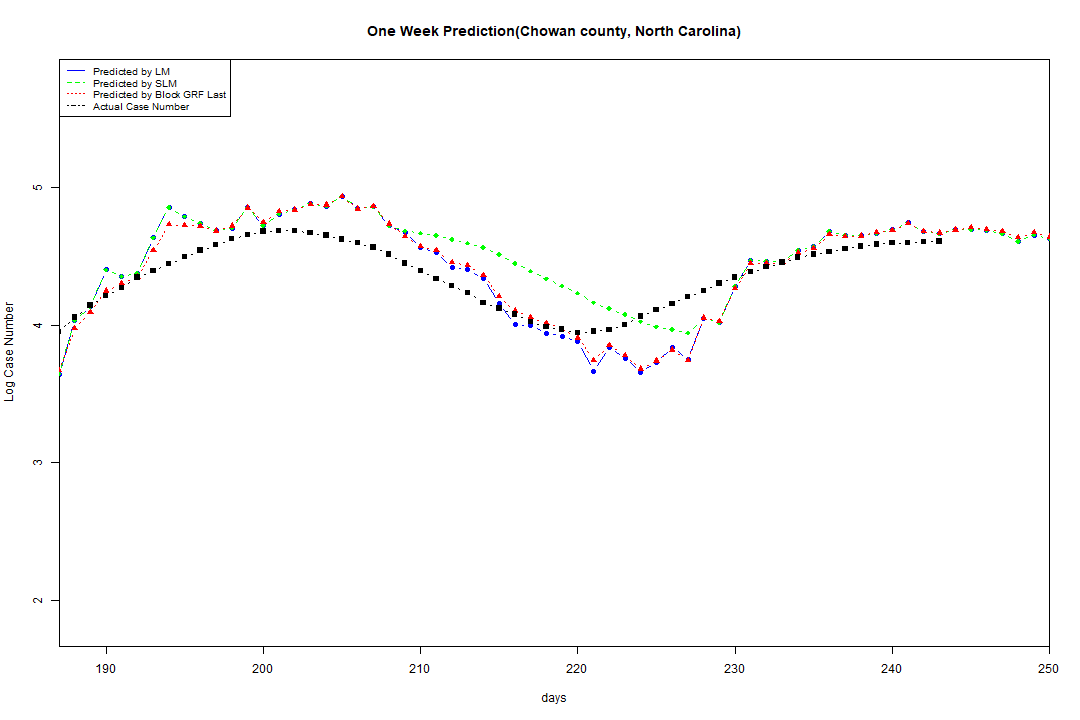 One Week Prediction(Chowan county, North Carolina)
Predicted by LM
Predicted by SLM
Predicted by Block GRF Last
Actual Case Number
5
4
3
2
Log Case Number
190 200 210 220 230 240 250
days